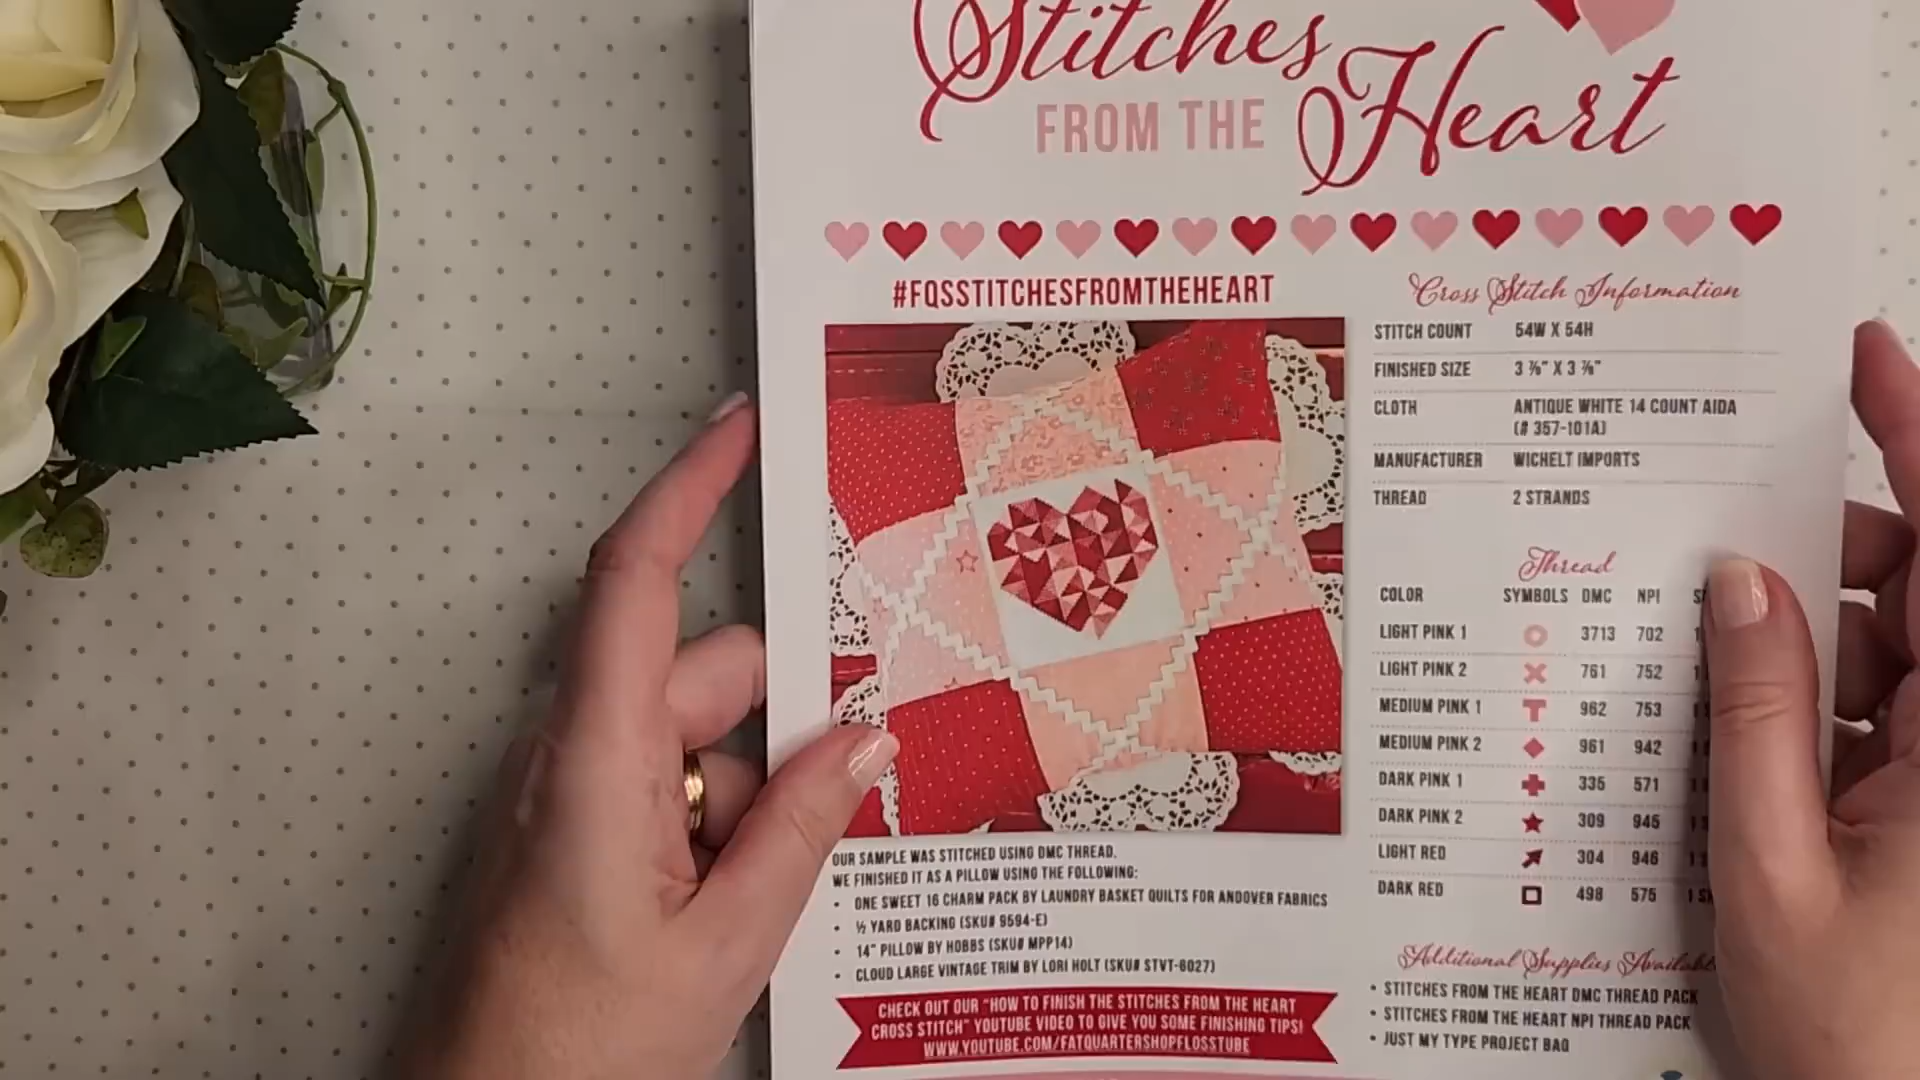 Stitches
FROM THE Heart
#FQSSTITCHESFROMTHEHEART
OUR SAMPLE WAS STITCHED USING DMC THREAD.
WE FINISHED IT AS A PILLOW USING THE FOLLOWING:
• ONE SWEET 16 CHARM PACK BY LAUNDRY BASKET QUILTS FOR ANDOVER FABRICS
• ½ YARD BACKING (SKU# 9594-E)
• 14" PILLOW BY HOBBS (SKU# MPP14)
• CLOUD LARGE VINTAGE TRIM BY LORI HOLT (SKU# STVT-6027)
CHECK OUT OUR "HOW TO FINISH THE STITCHES FROM THE HEART
CROSS STITCH" YOUTUBE VIDEO TO GIVE YOU SOME FINISHING TIPS!
WWW.YOUTUBE.COM/FATQUARTERSHOPFLOSSTUBE
Cross Stitch Information
STITCH COUNT 54W X 54H
FINISHED SIZE 3 ⅞" X 3 ⅞"
CLOTH ANTIQUE WHITE 14 COUNT AIDA
(# 357-101A)
MANUFACTURER WICHELT IMPORTS
THREAD 2 STRANDS
Thread
COLOR SYMBOLS DMC NPI
LIGHT PINK 1 3713 702
LIGHT PINK 2 761 752
MEDIUM PINK 1 962 753
MEDIUM PINK 2 961 942
DARK PINK 1 335 571
DARK PINK 2 309 945
LIGHT RED 304 946
DARK RED 498 575
Additional Supplies
• STITCHES FROM THE HEART DMC THREAD PACK
• STITCHES FROM THE HEART NPI THREAD PACK
• JUST MY TYPE PROJECT BAG